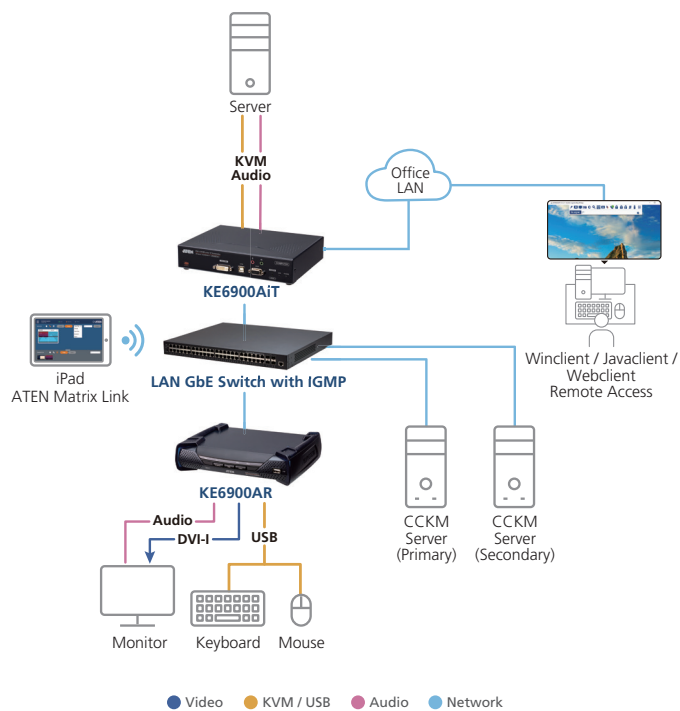 Server
KVM
Audio
Office
LAN
KE6900AiT
iPad
ATEN Matrix Link
LAN GbE Switch with IGMP
Winclient / Javaclient /
Webclient
Remote Access
KE6900AR
Audio
DVI-I
USB
CCKM
Server
(Primary)
CCKM
Server
(Secondary)
Monitor
Keyboard
Mouse
Video
KVM / USB
Audio
Network